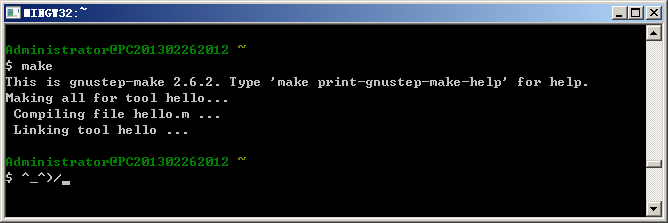 MINGW32:~
Administrator@PC201302262012 ~
$ make
This is gnustep-make 2.6.2. Type 'make print-gnustep-make-help' for help.
Making all for tool hello...
 Compiling file hello.m ...
 Linking tool hello ...
Administrator@PC201302262012 ~
$ ^_^)/